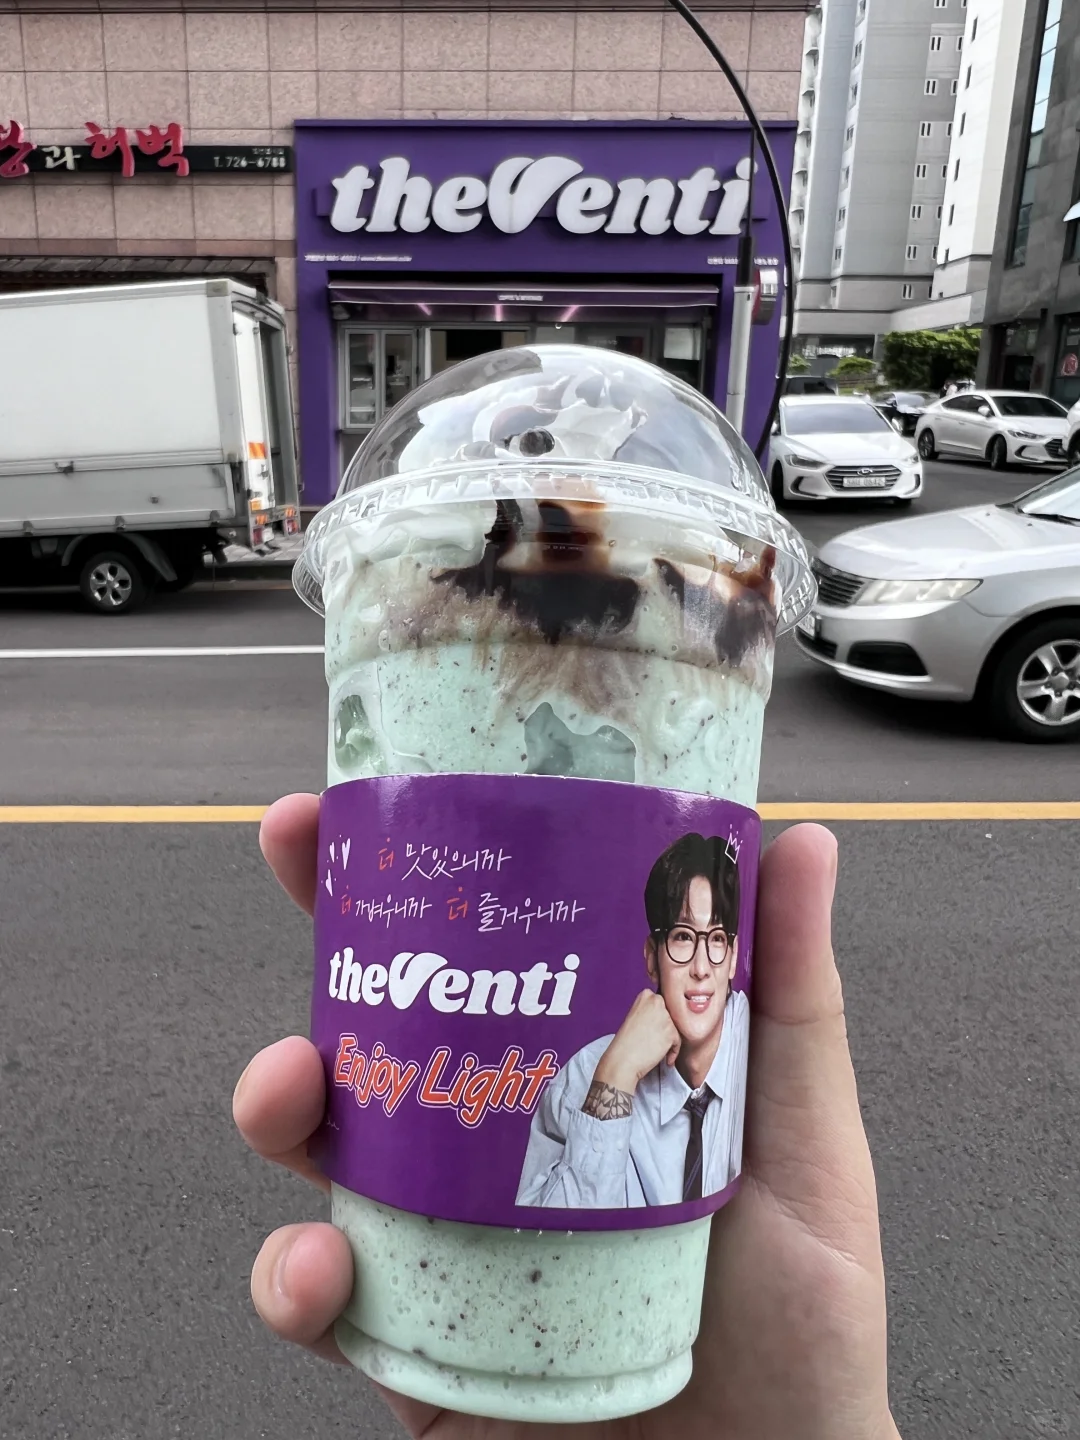 과 허벅
T.726-6788
theVenti
더 맛있으니까
더 가벼우니까 더 즐거우니까
theVenti
Enjoy Light